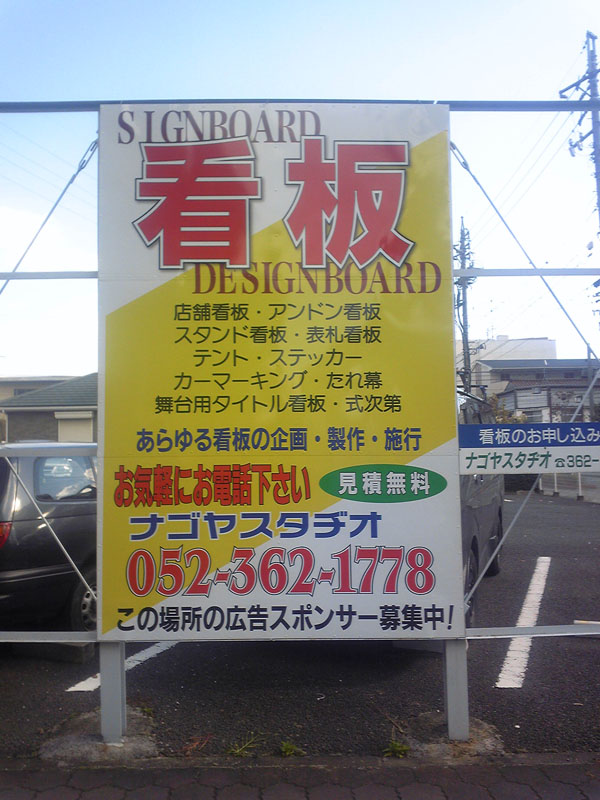 SIGNBOARD
看板
DESIGNBOARD
店舗看板・アンドン看板
スタンド看板・表札看板
テント・ステッカー
カーマーキング・たれ幕
舞台用タイトル看板・式次第
あらゆる看板の企画・製作・施行
お気軽にお電話下さい 見積無料
ナゴヤスタヂオ
052-362-1778
この場所の広告スポンサー募集中!
看板のお申し込み
ナゴヤスタヂオ ☎362-